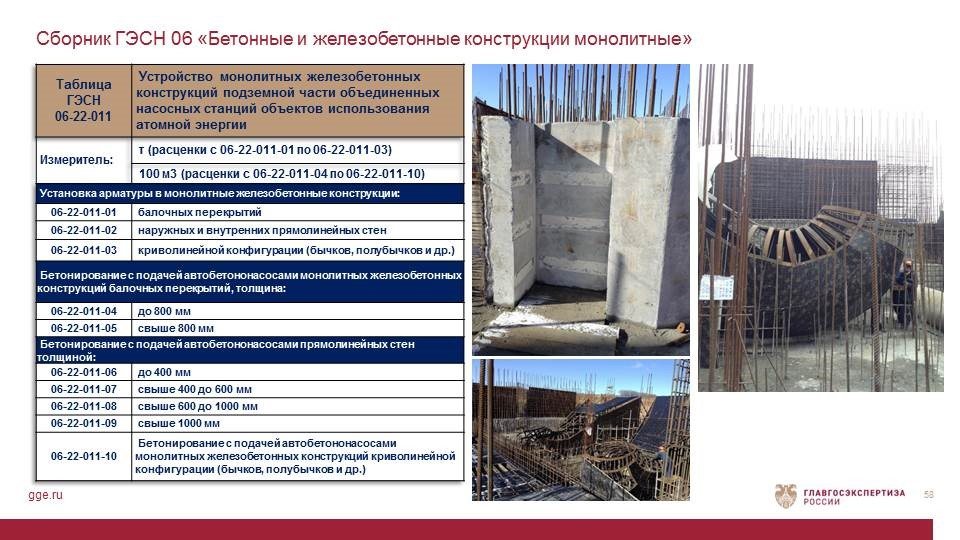 Сборник ГЭСН 06 «Бетонные и железобетонные конструкции монолитные»
Таблица
ГЭСН
06-22-011
Устройство монолитных железобетонных
конструкций подземной части объединенных
насосных станций объектов использования
атомной энергии
Измеритель:
т (расценки с 06-22-011-01 по 06-22-011-03)
100 м3 (расценки с 06-22-011-04 по 06-22-011-10)
Установка арматуры в монолитные железобетонные конструкции:
06-22-011-01 балочных перекрытий
06-22-011-02 наружных и внутренних прямолинейных стен
06-22-011-03 криволинейной конфигурации (бычков, полубычков и др.)
Бетонирование с подачей автобетононасосами монолитных железобетонных
конструкций балочных перекрытий, толщина:
06-22-011-04 до 800 мм
06-22-011-05 свыше 800 мм
Бетонирование с подачей автобетононасосами прямолинейных стен
толщиной:
06-22-011-06 до 400 мм
06-22-011-07 свыше 400 до 600 мм
06-22-011-08 свыше 600 до 1000 мм
06-22-011-09 свыше 1000 мм
06-22-011-10
Бетонирование с подачей автобетононасосами
монолитных железобетонных конструкций криволинейной
конфигурации (бычков, полубычков и др.)
gge.ru
ГЛАВГОСЭКСПЕРТИЗА
РОССИИ
58